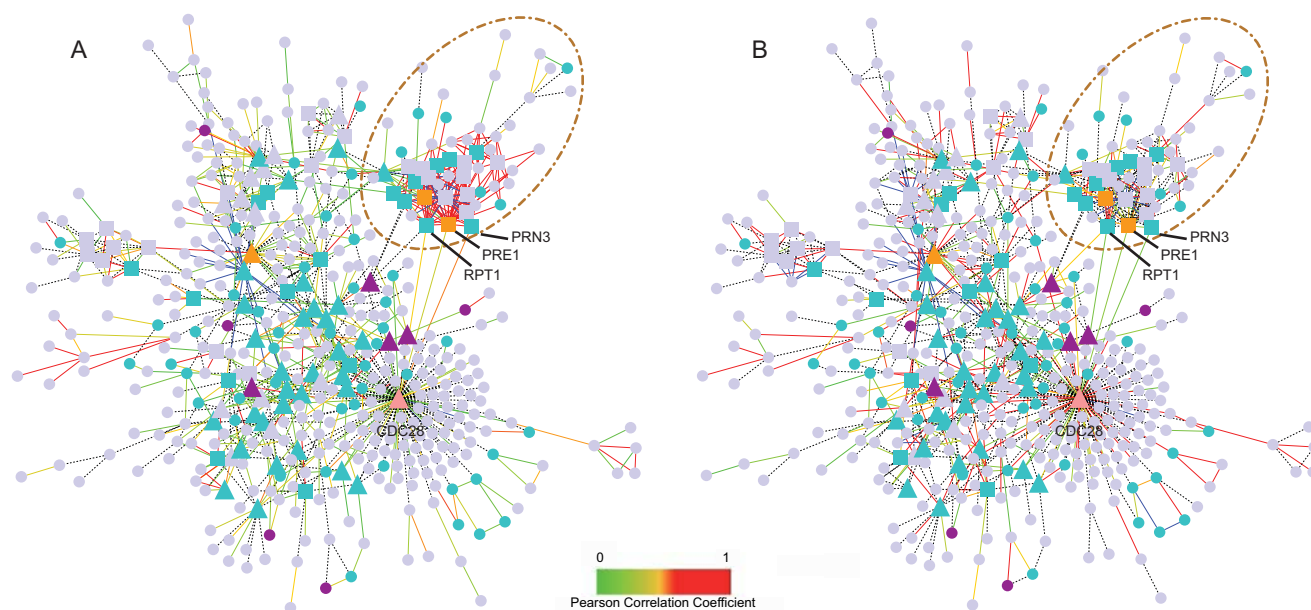 A
B
PRN3
PRE1
RPT1
PRN3
PRE1
RPT1
CDC28
CDC28
0 1
Pearson Correlation Coefficient